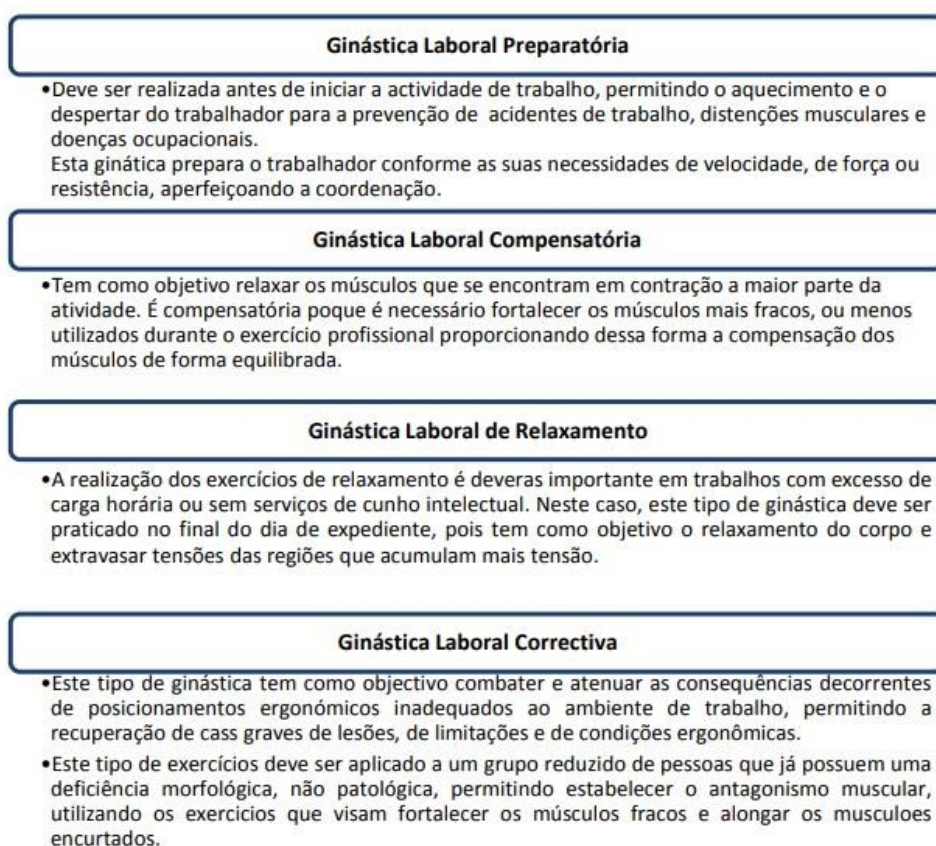 Ginástica Laboral Preparatória
•Deve ser realizada antes de iniciar a actividade de trabalho, permitindo o aquecimento e o
despertar do trabalhador para a prevenção de acidentes de trabalho, distenções musculares e
doenças ocupacionais.
Esta ginática prepara o trabalhador conforme as suas necessidades de velocidade, de força ou
resistência, aperfeiçoando a coordenação.
Ginástica Laboral Compensatória
•Tem como objetivo relaxar os músculos que se encontram em contração a maior parte da
atividade. É compensatória poque é necessário fortalecer os músculos mais fracos, ou menos
utilizados durante o exercício profissional proporcionando dessa forma a compensação dos
músculos de forma equilibrada.
Ginástica Laboral de Relaxamento
•A realização dos exercícios de relaxamento é deveras importante em trabalhos com excesso de
carga horária ou sem serviços de cunho intelectual. Neste caso, este tipo de ginástica deve ser
praticado no final do dia de expediente, pois tem como objetivo o relaxamento do corpo e
extravasar tensões das regiões que acumulam mais tensão.
Ginástica Laboral Correctiva
•Este tipo de ginástica tem como objectivo combater e atenuar as consequências decorrentes
de posicionamentos ergonómicos inadequados ao ambiente de trabalho, permitindo a
recuperação de cass graves de lesões, de limitações e de condições ergonômicas.
•Este tipo de exercícios deve ser aplicado a um grupo reduzido de pessoas que já possuem uma
deficiência morfológica, não patológica, permitindo estabelecer o antagonismo muscular,
utilizando os exercicios que visam fortalecer os músculos fracos e alongar os musculoes
encurtados.